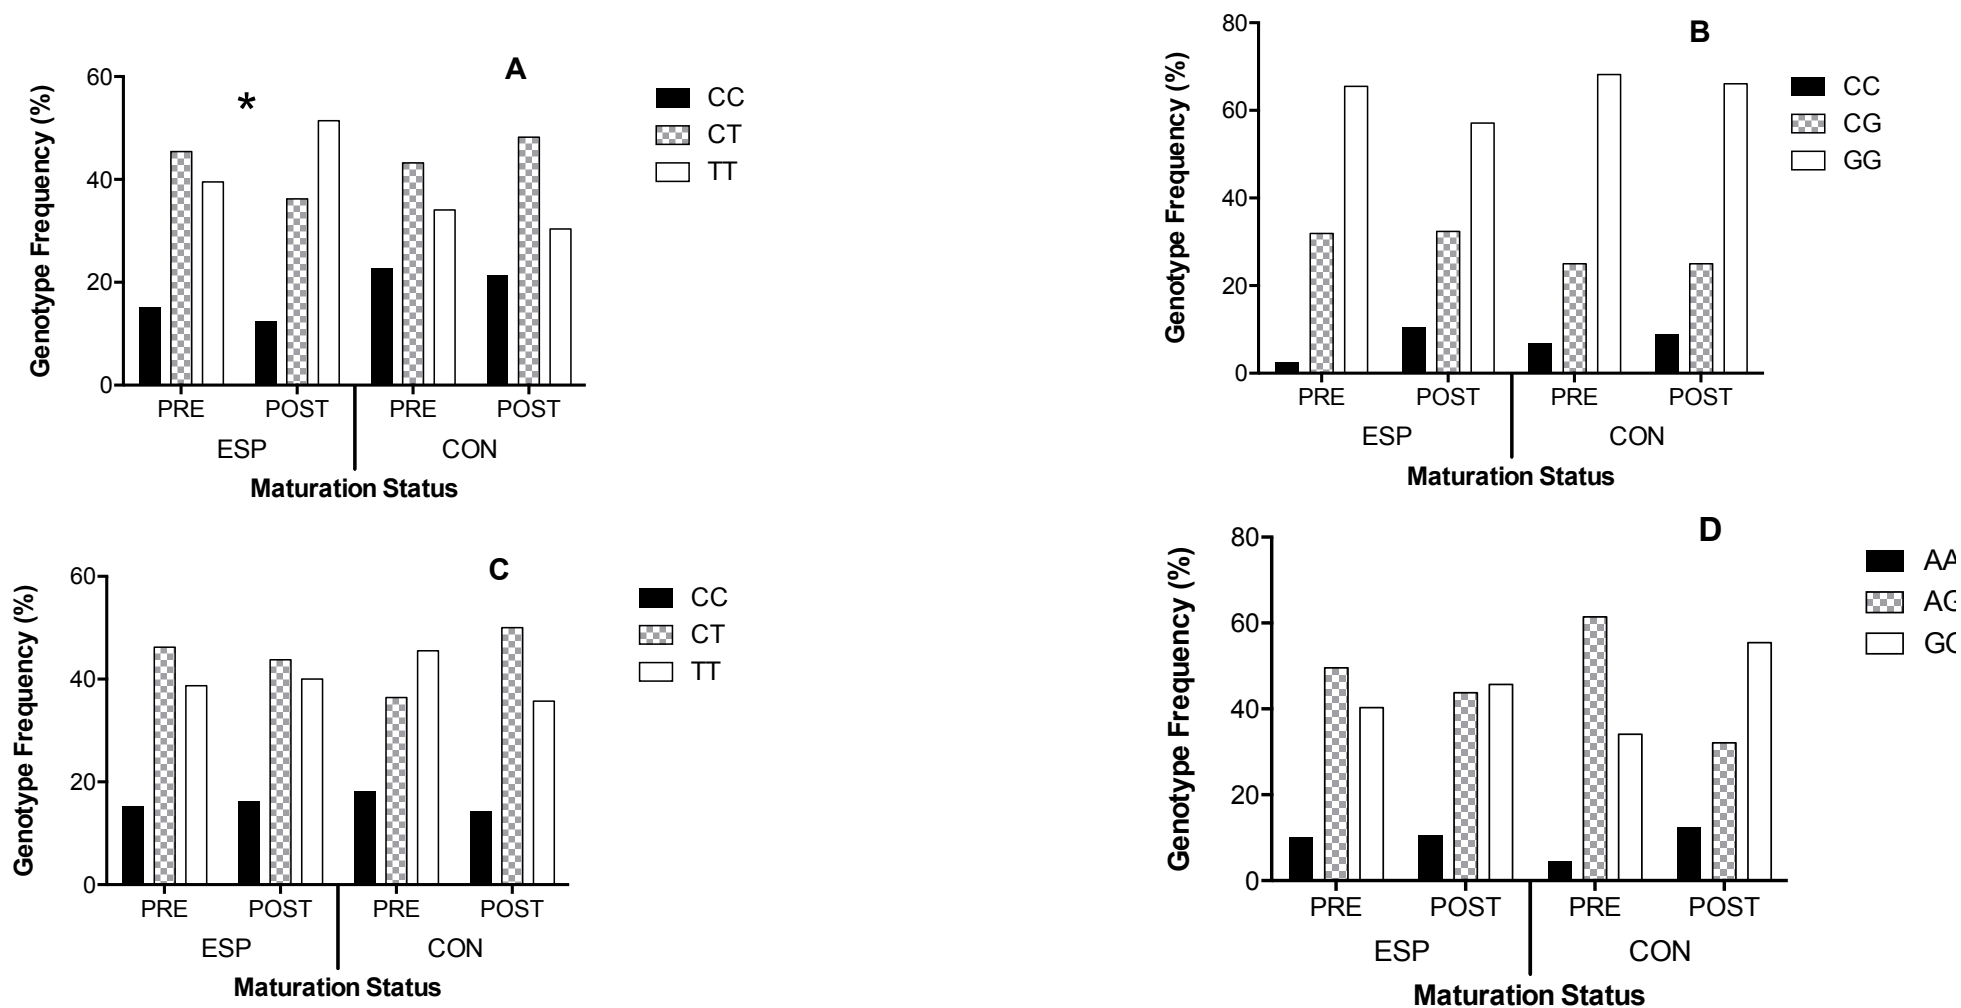 A
60
40
20
0
Genotype Frequency (%)
*
CC
CT
TT
PRE POST PRE POST
ESP CON
Maturation Status
B
80
60
40
20
0
Genotype Frequency (%)
CC
CG
GG
PRE POST PRE POST
ESP CON
Maturation Status
C
60
40
20
0
Genotype Frequency (%)
CC
CT
TT
PRE POST PRE POST
ESP CON
Maturation Status
D
80
60
40
20
0
Genotype Frequency (%)
AA
AG
PRE POST PRE POST
ESP CON
Maturation Status